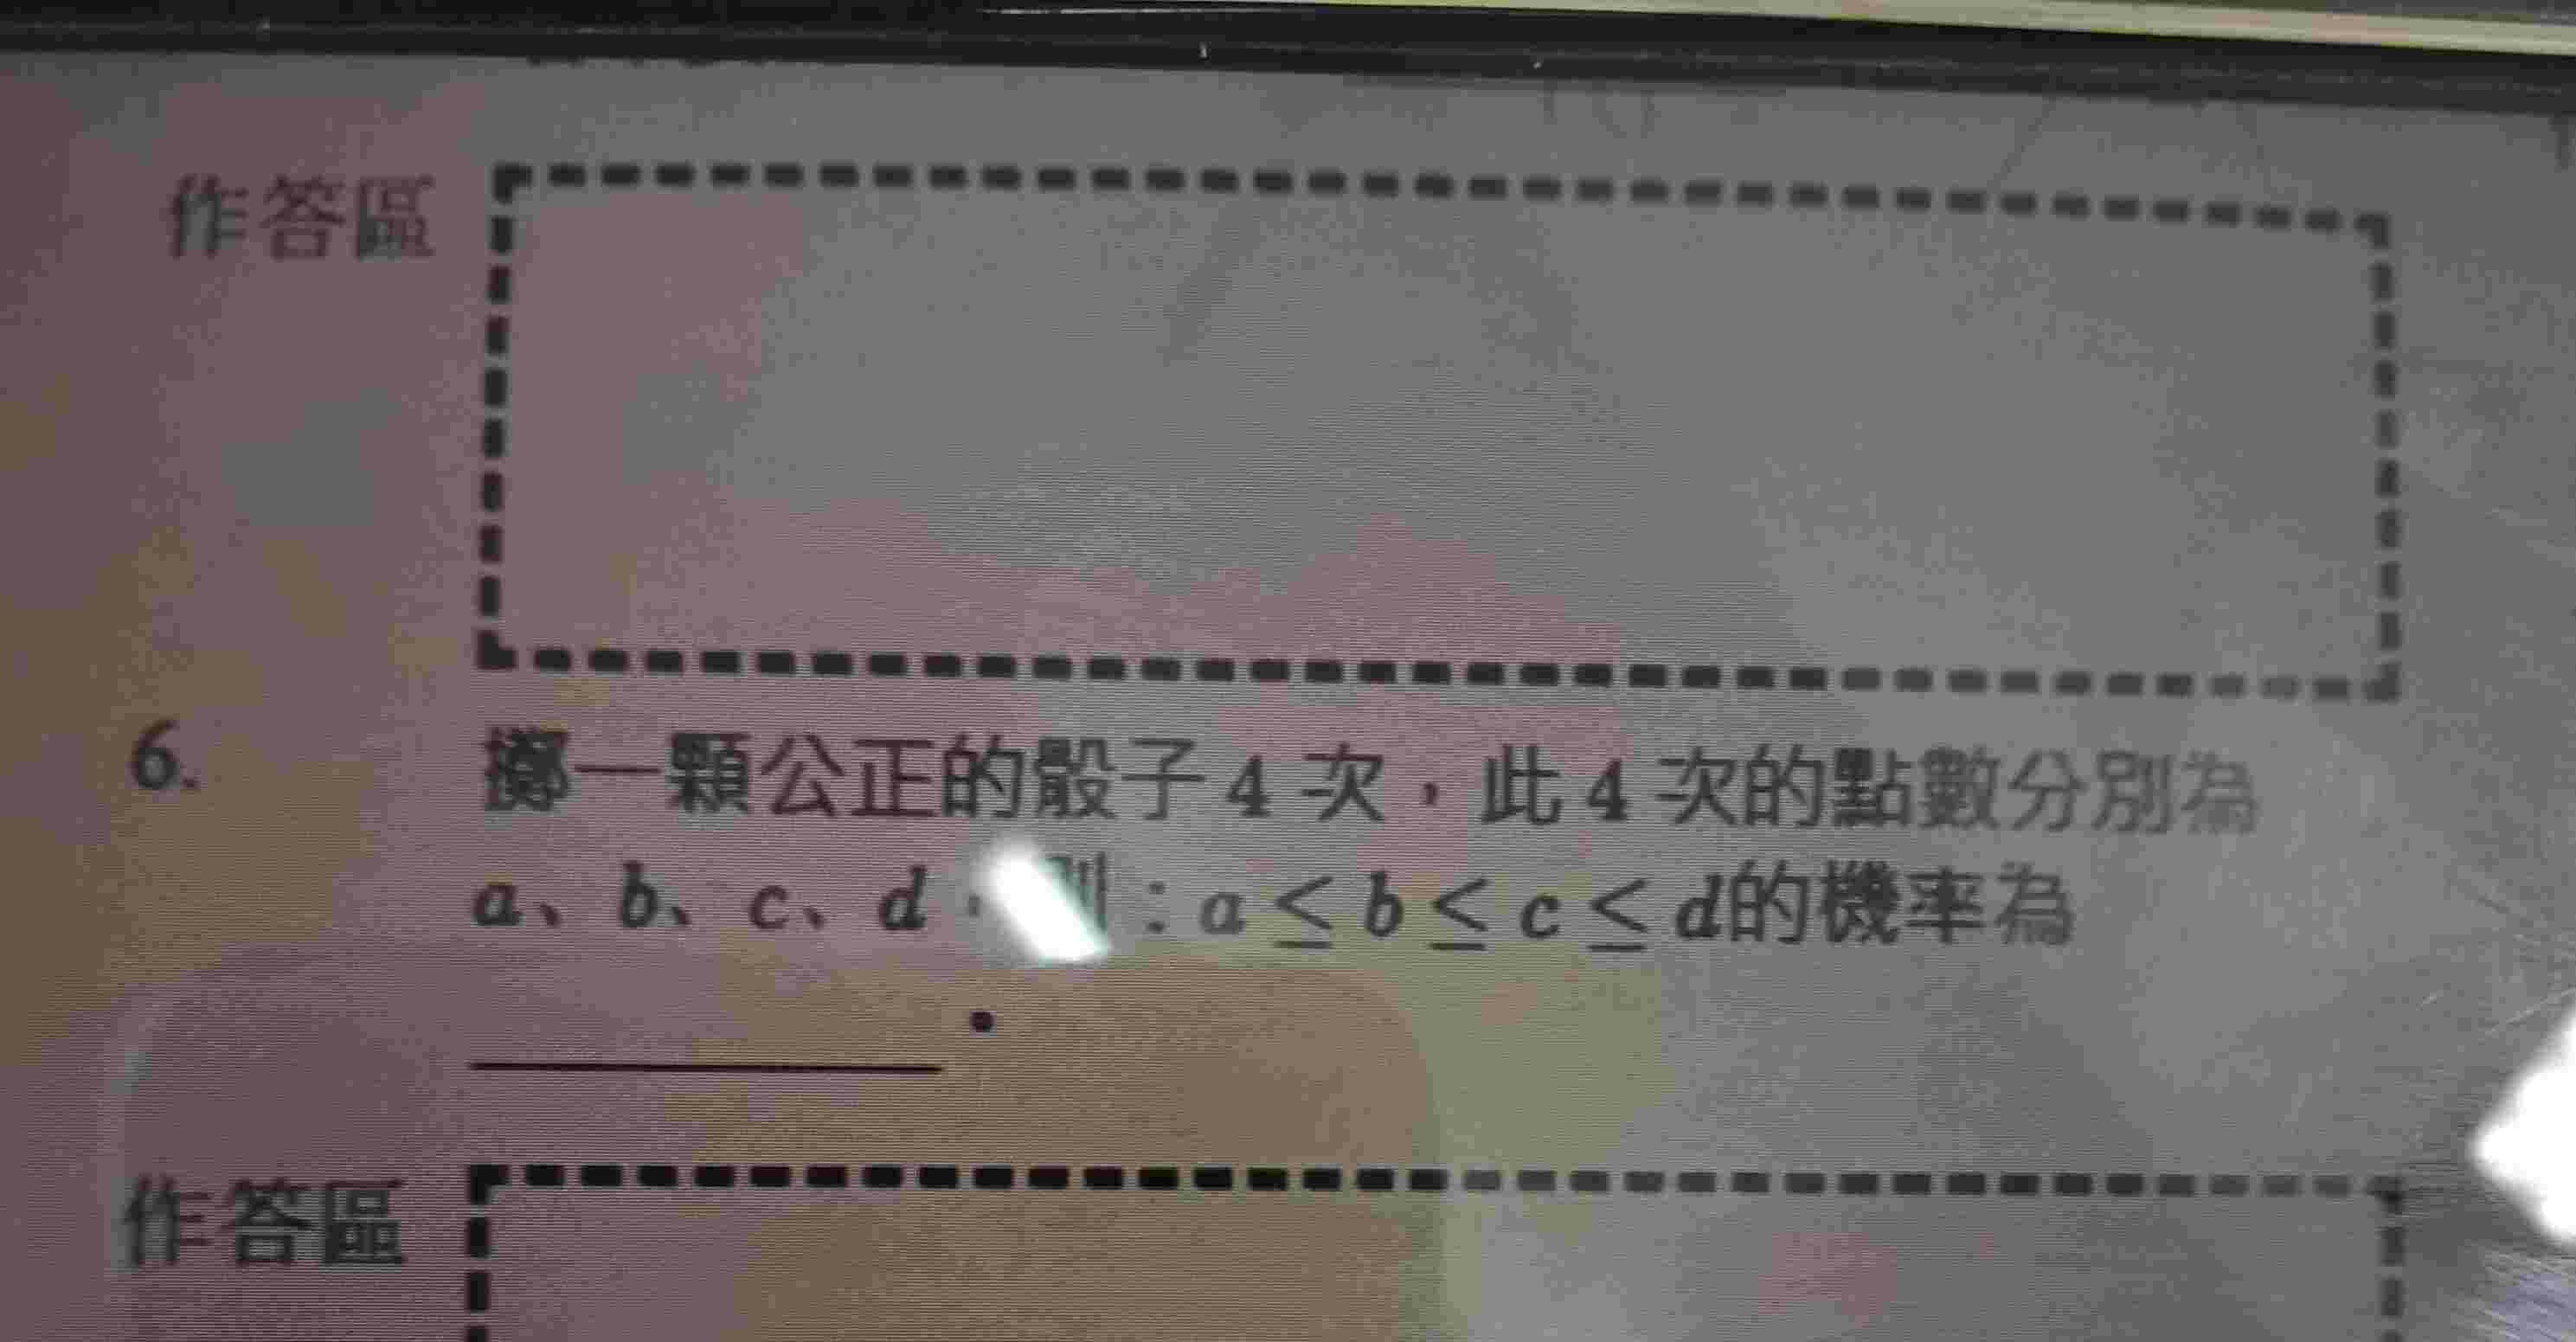 作答區
6. 擲一顆公正的骰子 4 次，此 4 次的點數分別為
a、b、c、d，則：a ≤ b ≤ c ≤ d的機率為
________．
作答區